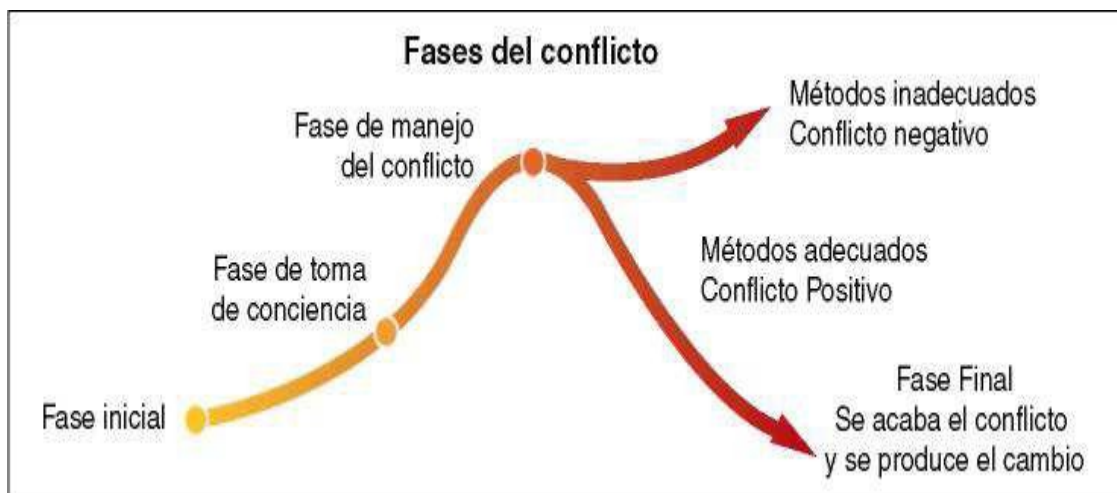 Fases del conflicto
Métodos inadecuados
Conflicto negativo
Fase de manejo
del conflicto
Métodos adecuados
Conflicto Positivo
Fase de toma
de conciencia
Fase Final
Se acaba el conflicto
y se produce el cambio
Fase inicial